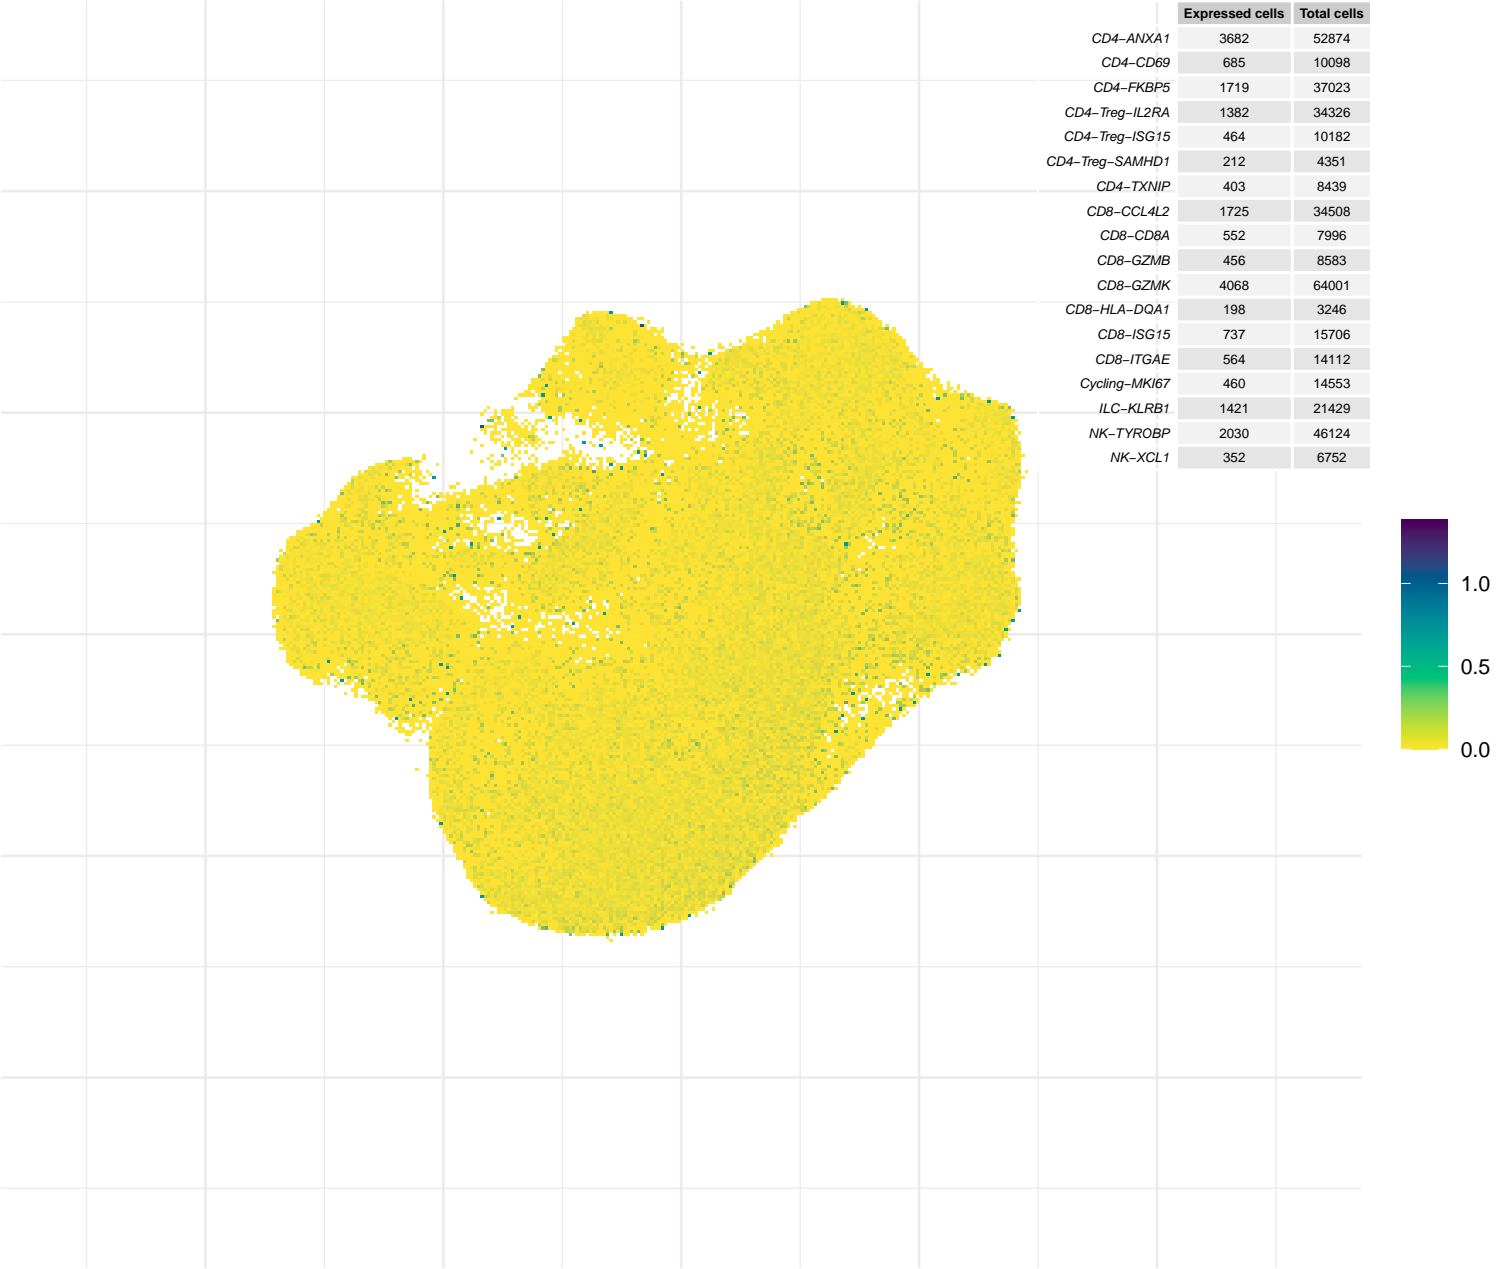 Expressed cells Total cells
CD4−ANXA1 3682 52874
CD4−CD69 685 10098
CD4−FKBP5 1719 37023
CD4−Treg−IL2RA 1382 34326
CD4−Treg−ISG15 464 10182
CD4−Treg−SAMHD1 212 4351
CD4−TXNIP 403 8439
CD8−CCL4L2 1725 34508
CD8−CD8A 552 7996
CD8−GZMB 456 8583
CD8−GZMK 4068 64001
CD8−HLA−DQA1 198 3246
CD8−ISG15 737 15706
CD8−ITGAE 564 14112
Cycling−MKI67 460 14553
ILC−KLRB1 1421 21429
NK−TYROBP 2030 46124
NK−XCL1 352 6752
1.0
0.5
0.0